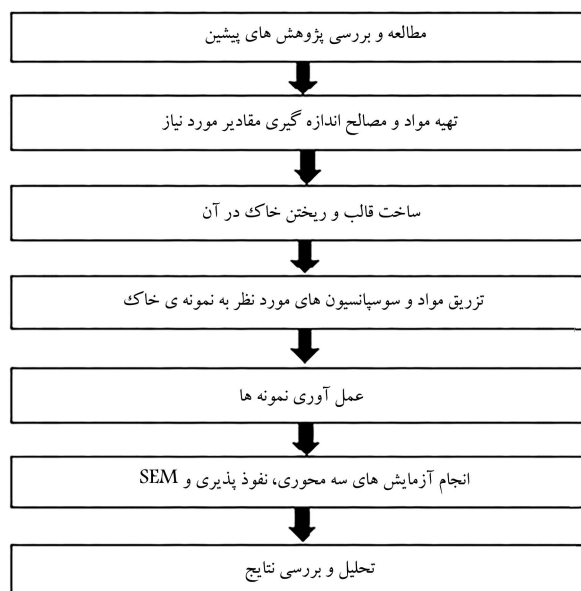 مطالعه و بررسی پژوهش های پیشین
تهیه مواد و مصالح اندازه گیری مقادیر مورد نیاز
ساخت قالب و ریختن خاک در آن
تزریق مواد و سوسپانسیون های مورد نظر به نمونه ی خاک
عمل آوری نمونه ها
انجام آزمایش های سه محوری، نفوذ پذیری و SEM
تحلیل و بررسی نتایج